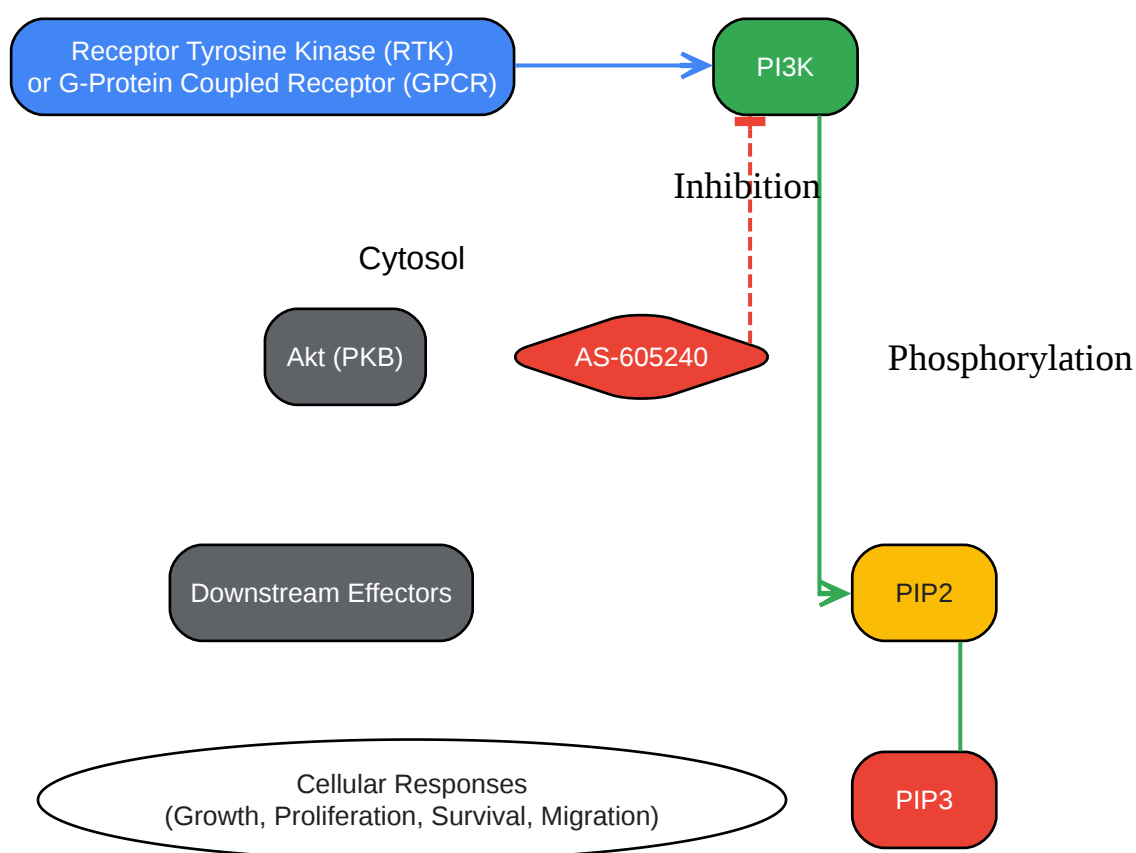 Receptor Tyrosine Kinase (RTK)
or G-Protein Coupled Receptor (GPCR)
PI3K
Inhibition
Cytosol
Akt (PKB)
AS-605240
Phosphorylation
Downstream Effectors
PIP2
Cellular Responses
(Growth, Proliferation, Survival, Migration)
PIP3